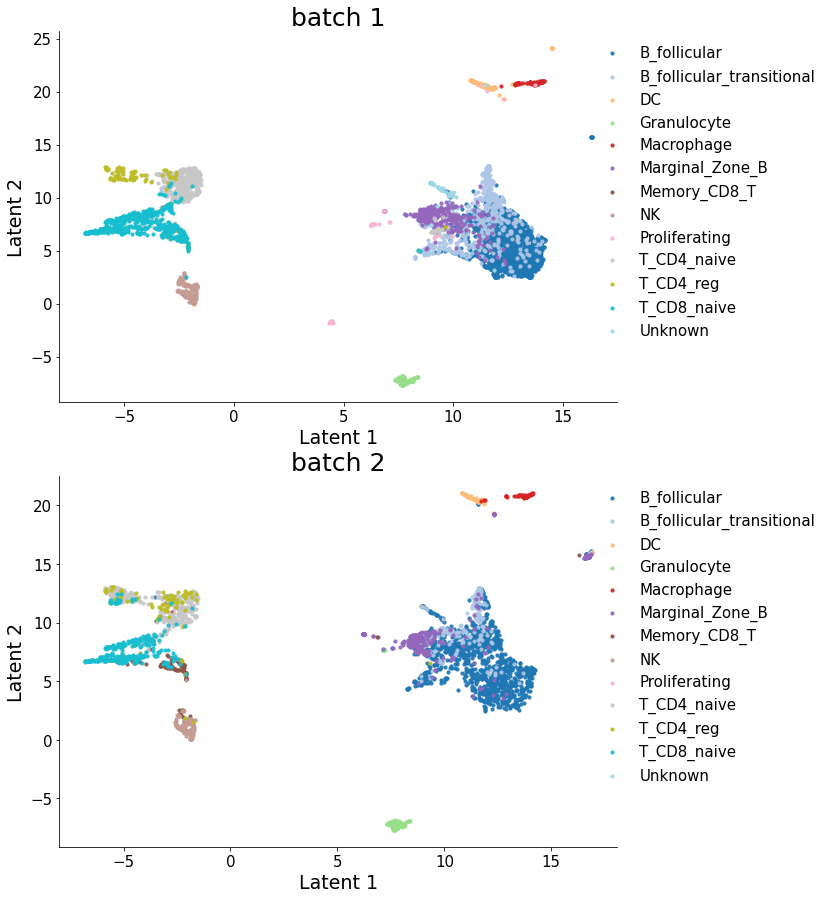 batch 1
25
20
15
10
5
0
−5
Latent 2
−5
0
5
10
15
Latent 1
B_follicular
B_follicular_transitional
DC
Granulocyte
Macrophage
Marginal_Zone_B
Memory_CD8_T
NK
Proliferating
T_CD4_naive
T_CD4_reg
T_CD8_naive
Unknown
batch 2
20
15
10
5
0
−5
Latent 2
−5
0
5
10
15
Latent 1
B_follicular
B_follicular_transitional
DC
Granulocyte
Macrophage
Marginal_Zone_B
Memory_CD8_T
NK
Proliferating
T_CD4_naive
T_CD4_reg
T_CD8_naive
Unknown